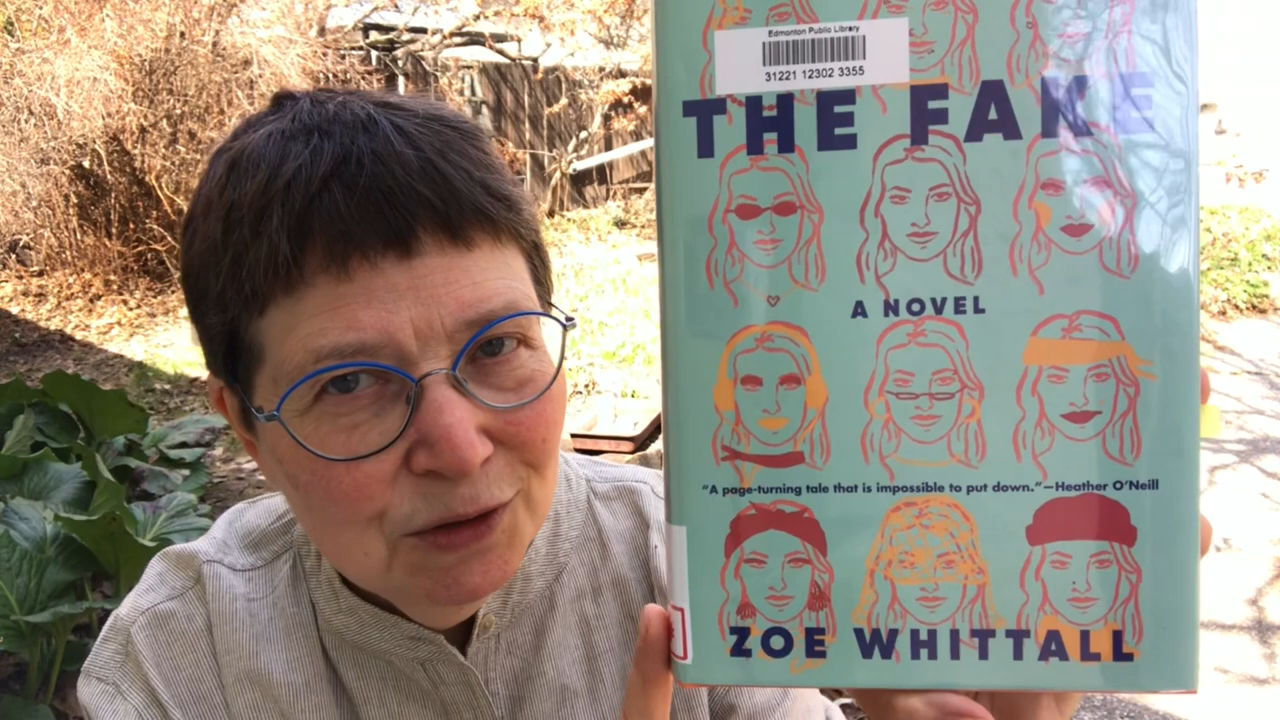 Edmonton Public Library
31221 12302 3355
THE FAKE
A NOVEL
“A page-turning tale that is impossible to put down.”—Heather O’Neill
ZOE WHITTALL